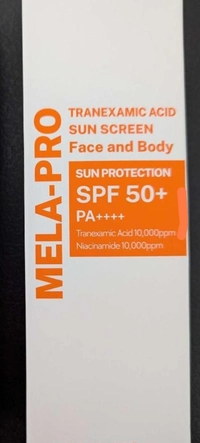 MELA-PRO
TRANEXAMIC ACID
SUN SCREEN
Face and Body
SUN PROTECTION
SPF 50+
PA++++
Tranexamic Acid 10,000ppm
Niacinamide 10,000ppm